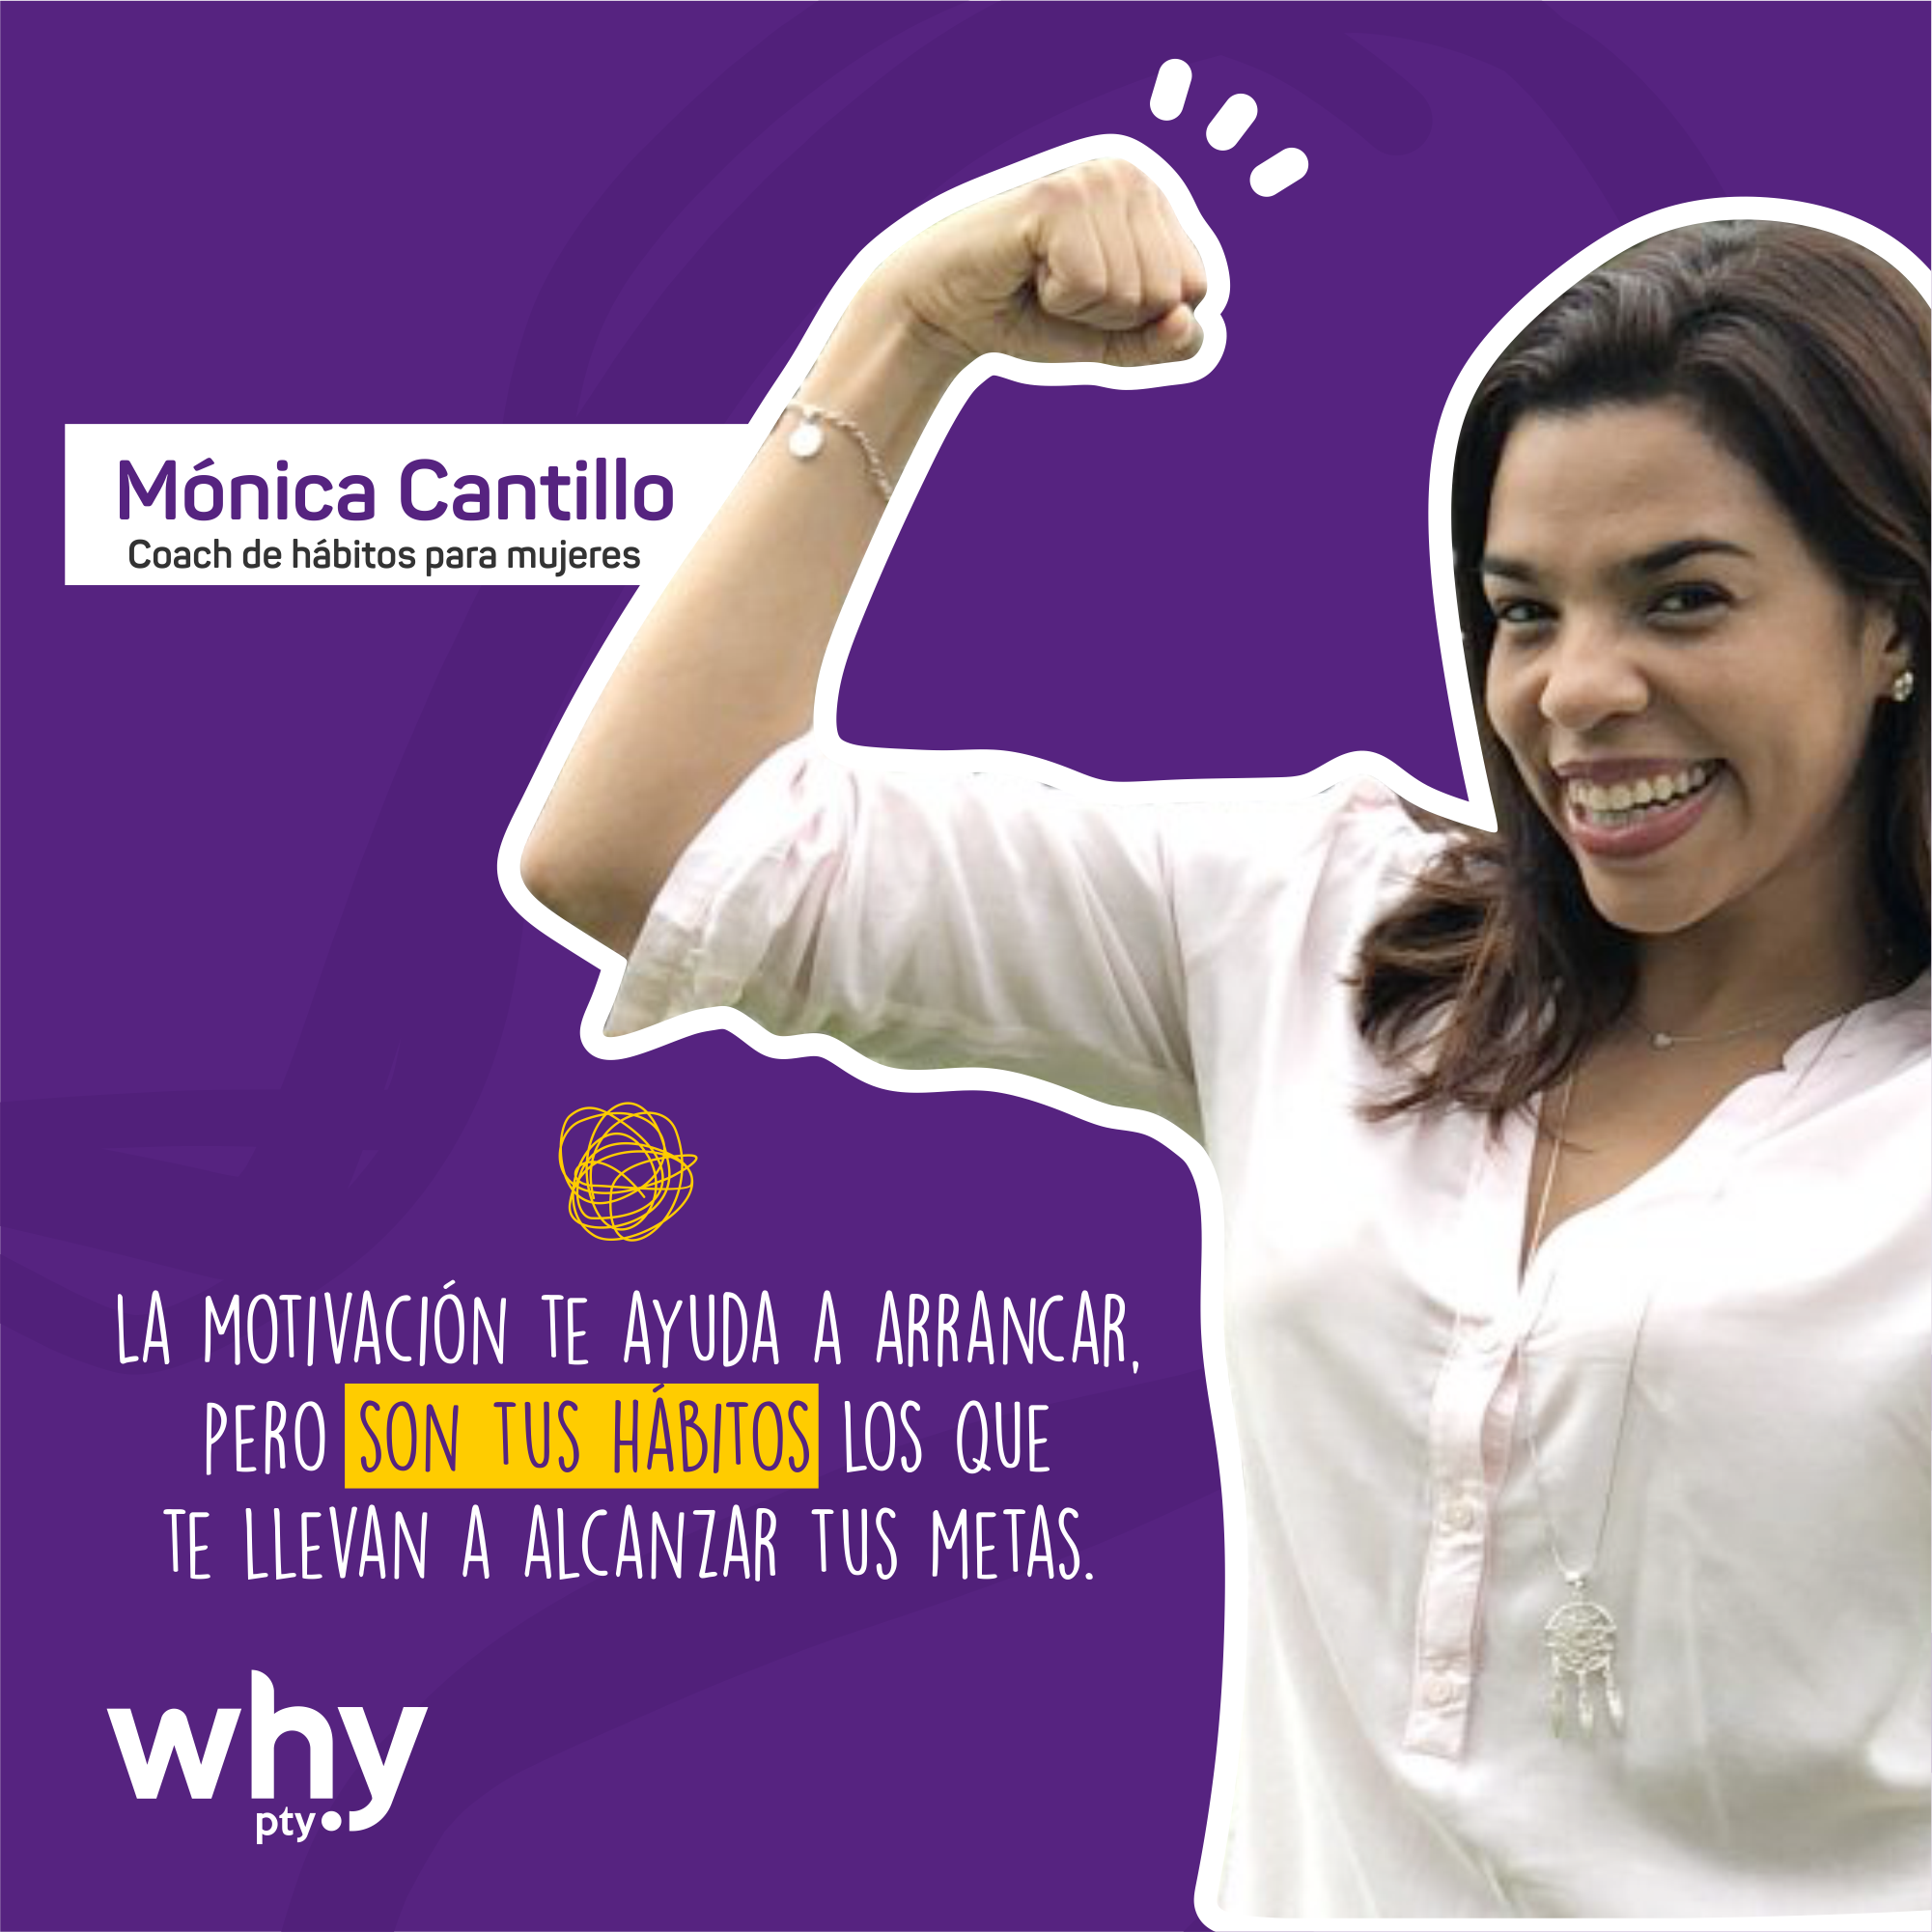 Mónica Cantillo
Coach de hábitos para mujeres
LA MOTIVACIÓN TE AYUDA A ARRANCAR,
PERO SON TUS HÁBITOS LOS QUE
TE LLEVAN A ALCANZAR TUS METAS.
why
pty.